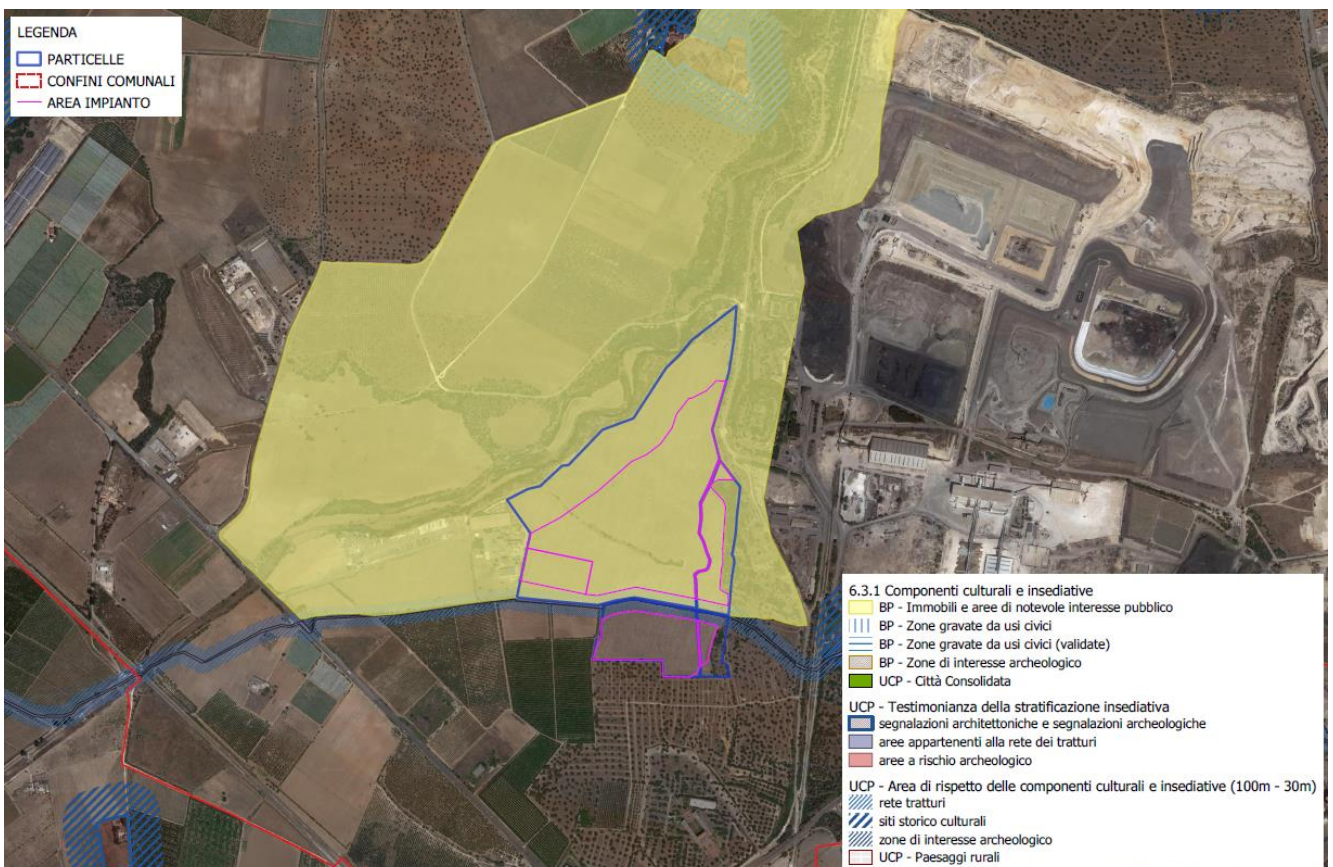 LEGENDA
PARTICELLE
CONFINI COMUNALI
AREA IMPIANTO
6.3.1 Componenti culturali e insediative
BP - Immobili e aree di notevole interesse pubblico
BP - Zone gravate da usi civici
BP - Zone gravate da usi civici (validate)
BP - Zone di interesse archeologico
UCP - Città Consolidata
UCP - Testimonianza della stratificazione insediativa
segnalazioni architettoniche e segnalazioni archeologiche
aree appartenenti alla rete dei tratturi
aree a rischio archeologico
UCP - Area di rispetto delle componenti culturali e insediative (100m - 30m)
rete tratturi
siti storico culturali
zone di interesse archeologico
UCP - Paesaggi rurali